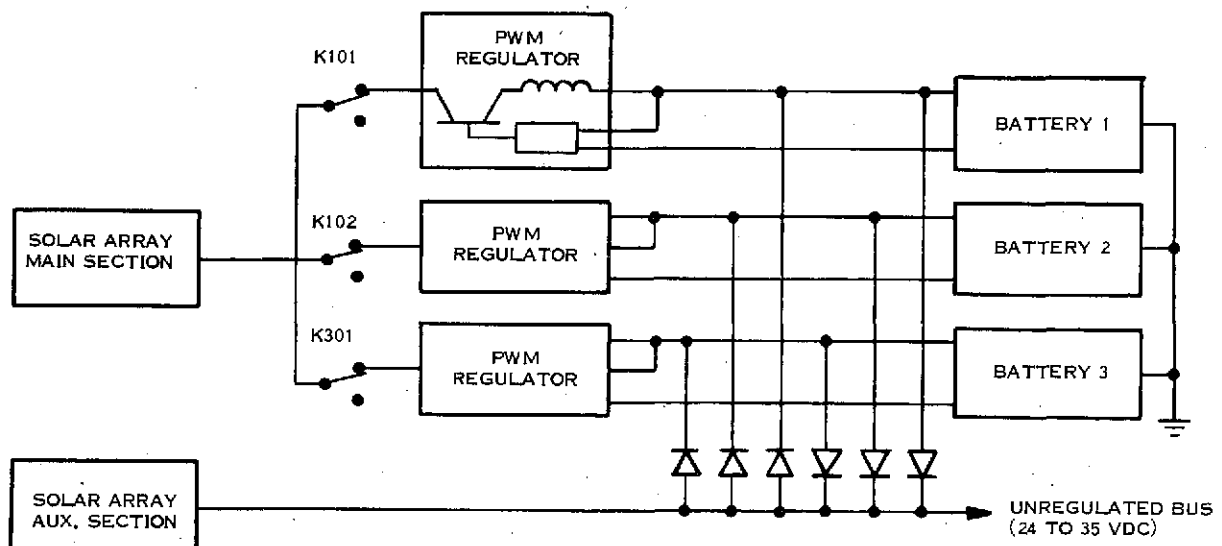 PWM
REGULATOR
K101
BATTERY 1
K102
SOLAR ARRAY
MAIN SECTION
PWM
REGULATOR
BATTERY 2
K301
PWM
REGULATOR
BATTERY 3
SOLAR ARRAY
AUX. SECTION
UNREGULATED BUS
(24 TO 35 VDC)